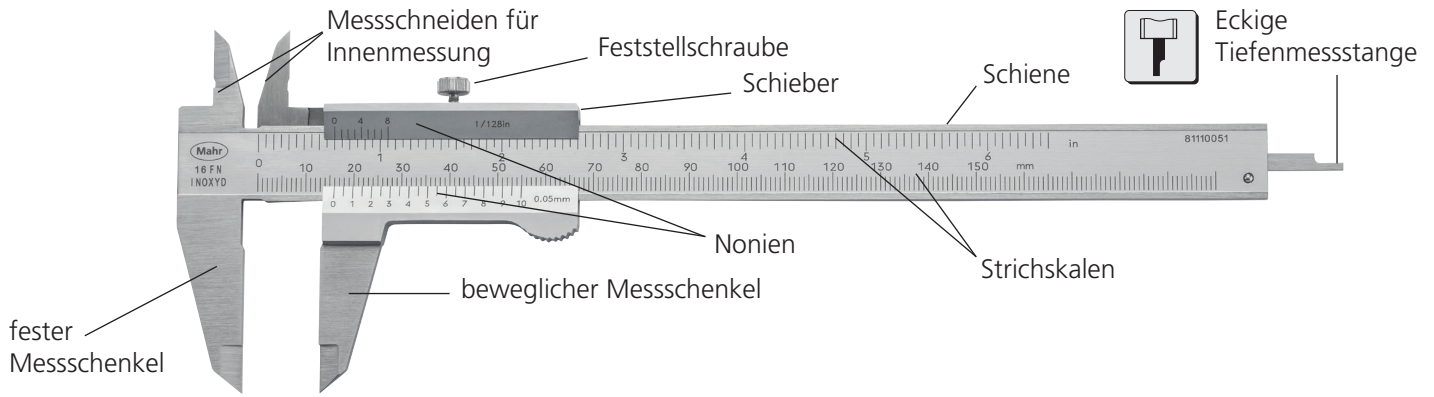 Messschneiden für
Innenmessung
Feststellschraube
Schieber
Schiene
Eckige
Tiefenmessstange
0 4 8
1/128in
Mahr
16 FN
INOXYD
1 2 3 4 5 6 in
81110051
0 10 20 30 40 50 60 70 80 90 100 110 120 130 140 150 mm
0 1 2 3 4 5 6 7 8 9 10 0.05mm
Nonien
Strichskalen
beweglicher Messschenkel
fester
Messschenkel